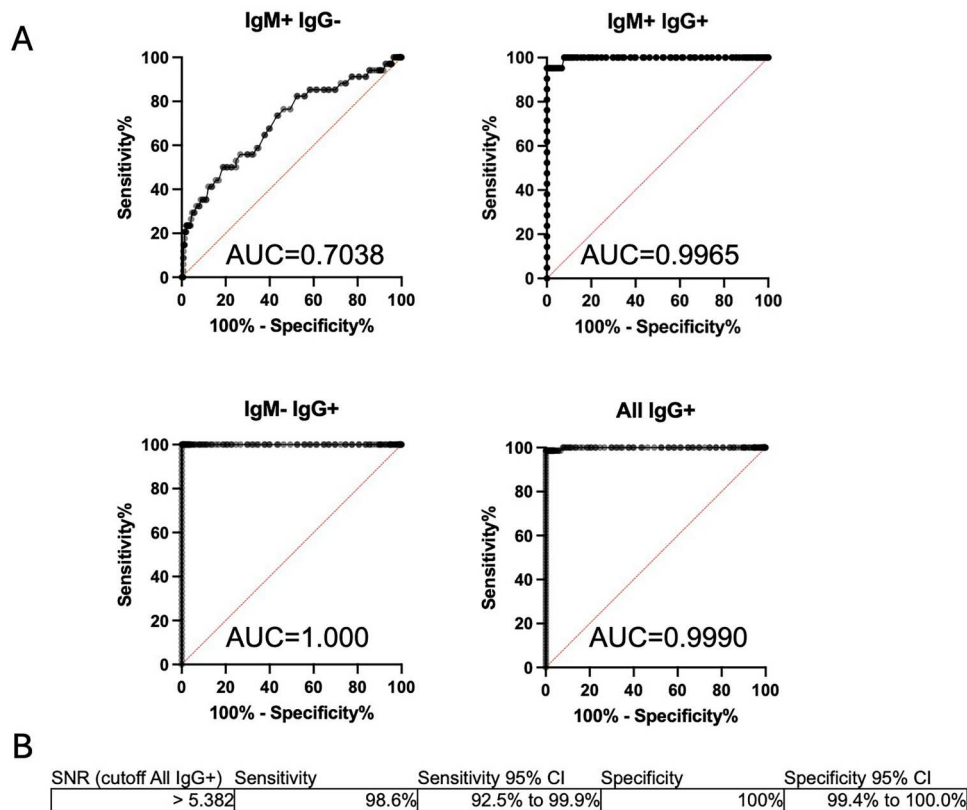 A
IgM+ IgG-
Sensitivity%
100
80
60
40
20
0
AUC=0.7038
0 20 40 60 80 100
100% - Specificity%
IgM+ IgG+
Sensitivity%
100
80
60
40
20
0
AUC=0.9965
0 20 40 60 80 100
100% - Specificity%
IgM- IgG+
Sensitivity%
100
80
60
40
20
0
AUC=1.000
0 20 40 60 80 100
100% - Specificity%
All IgG+
Sensitivity%
100
80
60
40
20
0
AUC=0.9990
0 20 40 60 80 100
100% - Specificity%
B
SNR (cutoff All IgG+) Sensitivity Sensitivity 95% CI Specificity Specificity 95% CI
> 5.382 98.6% 92.5% to 99.9% 100% 99.4% to 100.0%